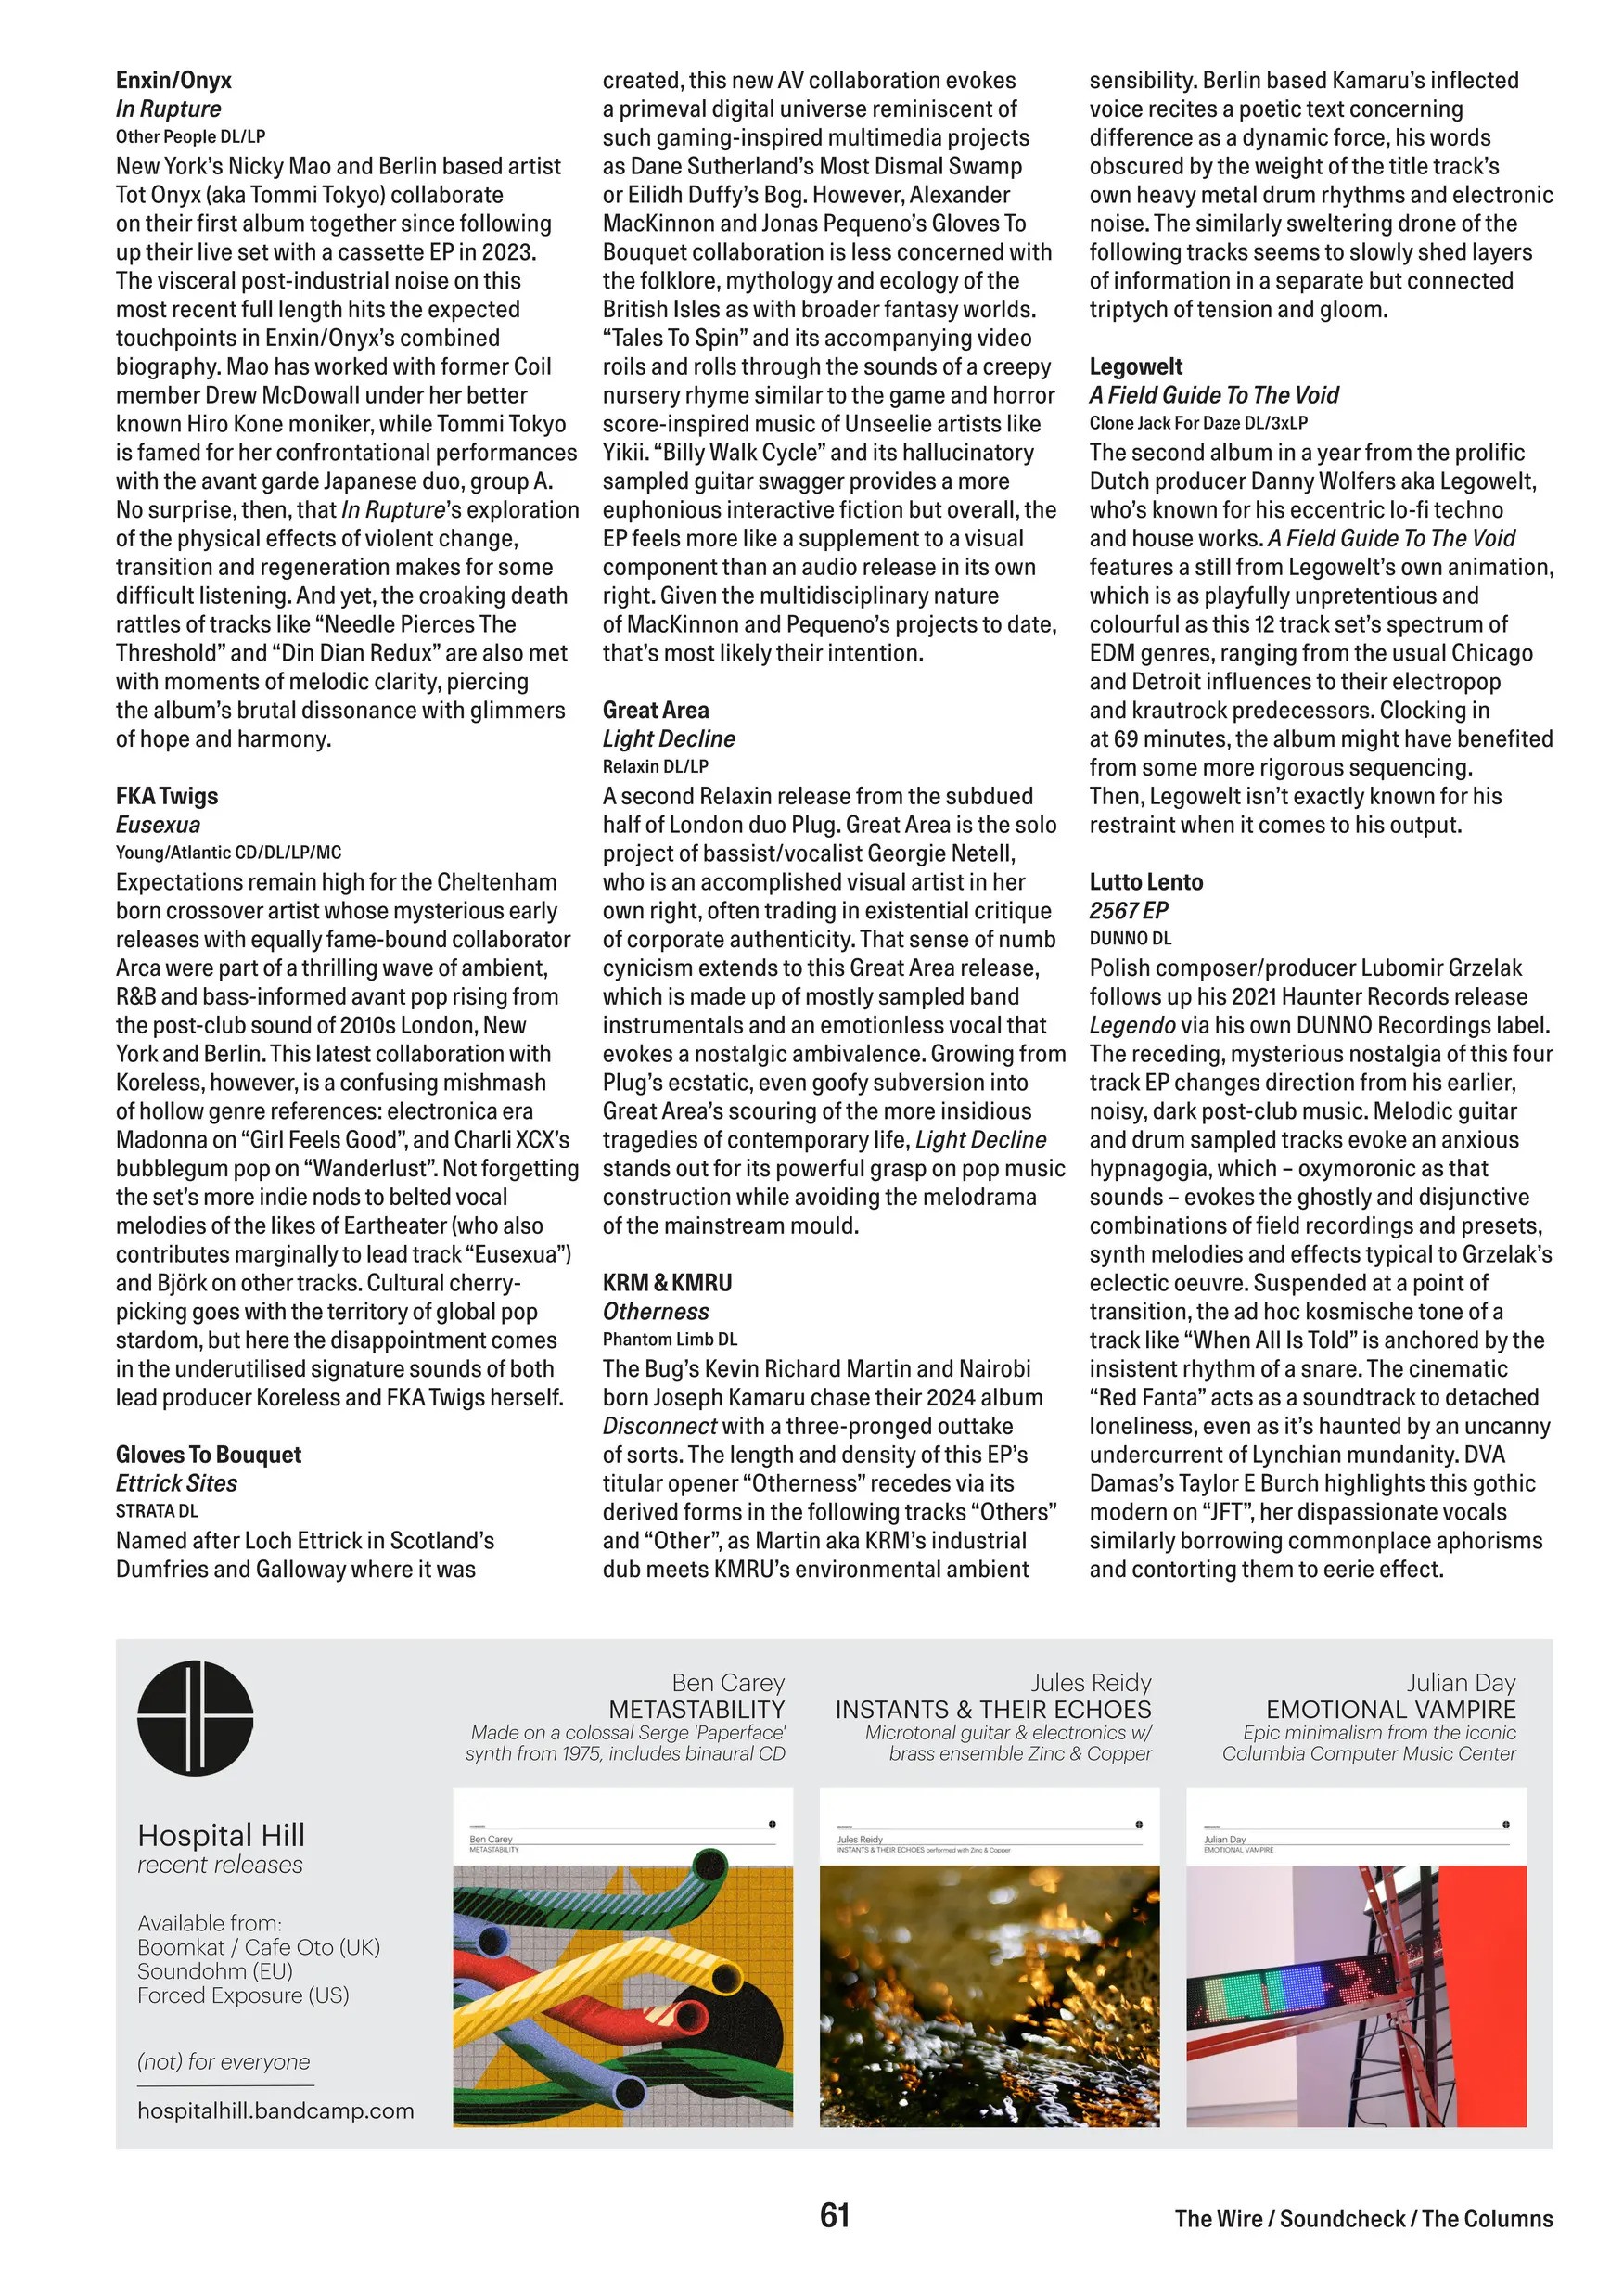 Enxin/Onyx
In Rupture
Other People DL/LP
New York’s Nicky Mao and Berlin based artist
Tot Onyx (aka Tommi Tokyo) collaborate
on their first album together since following
up their live set with a cassette EP in 2023.
The visceral post-industrial noise on this
most recent full length hits the expected
touchpoints in Enxin/Onyx’s combined
biography. Mao has worked with former Coil
member Drew McDowall under her better
known Hiro Kone moniker, while Tommi Tokyo
is famed for her confrontational performances
with the avant garde Japanese duo, group A.
No surprise, then, that In Rupture’s exploration
of the physical effects of violent change,
transition and regeneration makes for some
difficult listening. And yet, the croaking death
rattles of tracks like “Needle Pierces The
Threshold” and “Din Dian Redux” are also met
with moments of melodic clarity, piercing
the album’s brutal dissonance with glimmers
of hope and harmony.
FKA Twigs
Eusexua
Young/Atlantic CD/DL/LP/MC
Expectations remain high for the Cheltenham
born crossover artist whose mysterious early
releases with equally fame-bound collaborator
Arca were part of a thrilling wave of ambient,
R&B and bass-informed avant pop rising from
the post-club sound of 2010s London, New
York and Berlin. This latest collaboration with
Koreless, however, is a confusing mishmash
of hollow genre references: electronica era
Madonna on “Girl Feels Good”, and Charli XCX’s
bubblegum pop on “Wanderlust”. Not forgetting
the set’s more indie nods to belted vocal
melodies of the likes of Eartheater (who also
contributes marginally to lead track “Eusexua”)
and Björk on other tracks. Cultural cherry-
picking goes with the territory of global pop
stardom, but here the disappointment comes
in the underutilised signature sounds of both
lead producer Koreless and FKA Twigs herself.
Gloves To Bouquet
Ettrick Sites
STRATA DL
Named after Loch Ettrick in Scotland’s
Dumfries and Galloway where it was
created, this new AV collaboration evokes
a primeval digital universe reminiscent of
such gaming-inspired multimedia projects
as Dane Sutherland’s Most Dismal Swamp
or Eilidh Duffy’s Bog. However, Alexander
MacKinnon and Jonas Pequeno’s Gloves To
Bouquet collaboration is less concerned with
the folklore, mythology and ecology of the
British Isles as with broader fantasy worlds.
“Tales To Spin” and its accompanying video
roils and rolls through the sounds of a creepy
nursery rhyme similar to the game and horror
score-inspired music of Unseelie artists like
Yikii. “Billy Walk Cycle” and its hallucinatory
sampled guitar swagger provides a more
euphonious interactive fiction but overall, the
EP feels more like a supplement to a visual
component than an audio release in its own
right. Given the multidisciplinary nature
of MacKinnon and Pequeno’s projects to date,
that’s most likely their intention.
Great Area
Light Decline
Relaxin DL/LP
A second Relaxin release from the subdued
half of London duo Plug. Great Area is the solo
project of bassist/vocalist Georgie Netell,
who is an accomplished visual artist in her
own right, often trading in existential critique
of corporate authenticity. That sense of numb
cynicism extends to this Great Area release,
which is made up of mostly sampled band
instrumentals and an emotionless vocal that
evokes a nostalgic ambivalence. Growing from
Plug’s ecstatic, even goofy subversion into
Great Area’s scouring of the more insidious
tragedies of contemporary life, Light Decline
stands out for its powerful grasp on pop music
construction while avoiding the melodrama
of the mainstream mould.
KRM & KMRU
Otherness
Phantom Limb DL
The Bug’s Kevin Richard Martin and Nairobi
born Joseph Kamaru chase their 2024 album
Disconnect with a three-pronged outtake
of sorts. The length and density of this EP’s
titular opener “Otherness” recedes via its
derived forms in the following tracks “Others”
and “Other”, as Martin aka KRM’s industrial
dub meets KMRU’s environmental ambient
sensibility. Berlin based Kamaru’s inflected
voice recites a poetic text concerning
difference as a dynamic force, his words
obscured by the weight of the title track’s
own heavy metal drum rhythms and electronic
noise. The similarly sweltering drone of the
following tracks seems to slowly shed layers
of information in a separate but connected
triptych of tension and gloom.
Legowelt
A Field Guide To The Void
Clone Jack For Daze DL/3xLP
The second album in a year from the prolific
Dutch producer Danny Wolfers aka Legowelt,
who’s known for his eccentric lo-fi techno
and house works. A Field Guide To The Void
features a still from Legowelt’s own animation,
which is as playfully unpretentious and
colourful as this 12 track set’s spectrum of
EDM genres, ranging from the usual Chicago
and Detroit influences to their electropop
and krautrock predecessors. Clocking in
at 69 minutes, the album might have benefited
from some more rigorous sequencing.
Then, Legowelt isn’t exactly known for his
restraint when it comes to his output.
Lutto Lento
2567 EP
DUNNO DL
Polish composer/producer Lubomir Grzelak
follows up his 2021 Haunter Records release
Legendo via his own DUNNO Recordings label.
The receding, mysterious nostalgia of this four
track EP changes direction from his earlier,
noisy, dark post-club music. Melodic guitar
and drum sampled tracks evoke an anxious
hypnagogia, which – oxymoronic as that
sounds – evokes the ghostly and disjunctive
combinations of field recordings and presets,
synth melodies and effects typical to Grzelak’s
eclectic oeuvre. Suspended at a point of
transition, the ad hoc kosmische tone of a
track like “When All Is Told” is anchored by the
insistent rhythm of a snare. The cinematic
“Red Fanta” acts as a soundtrack to detached
loneliness, even as it’s haunted by an uncanny
undercurrent of Lynchian mundanity. DVA
Damas’s Taylor E Burch highlights this gothic
modern on “JFT”, her dispassionate vocals
similarly borrowing commonplace aphorisms
and contorting them to eerie effect.
Hospital Hill
recent releases
Available from:
Boomkat / Cafe Oto (UK)
Soundohm (EU)
Forced Exposure (US)
(not) for everyone
hospitalhill.bandcamp.com
Ben Carey
METASTABILITY
Made on a colossal Serge 'Paperface'
synth from 1975, includes binaural CD
Ben Carey
METASTABILITY
Jules Reidy
INSTANTS & THEIR ECHOES
Microtonal guitar & electronics w/
brass ensemble Zinc & Copper
Jules Reidy
INSTANTS & THEIR ECHOES performed with Zinc & Copper
Julian Day
EMOTIONAL VAMPIRE
Epic minimalism from the iconic
Columbia Computer Music Center
Julian Day
EMOTIONAL VAMPIRE
61
The Wire / Soundcheck / The Columns